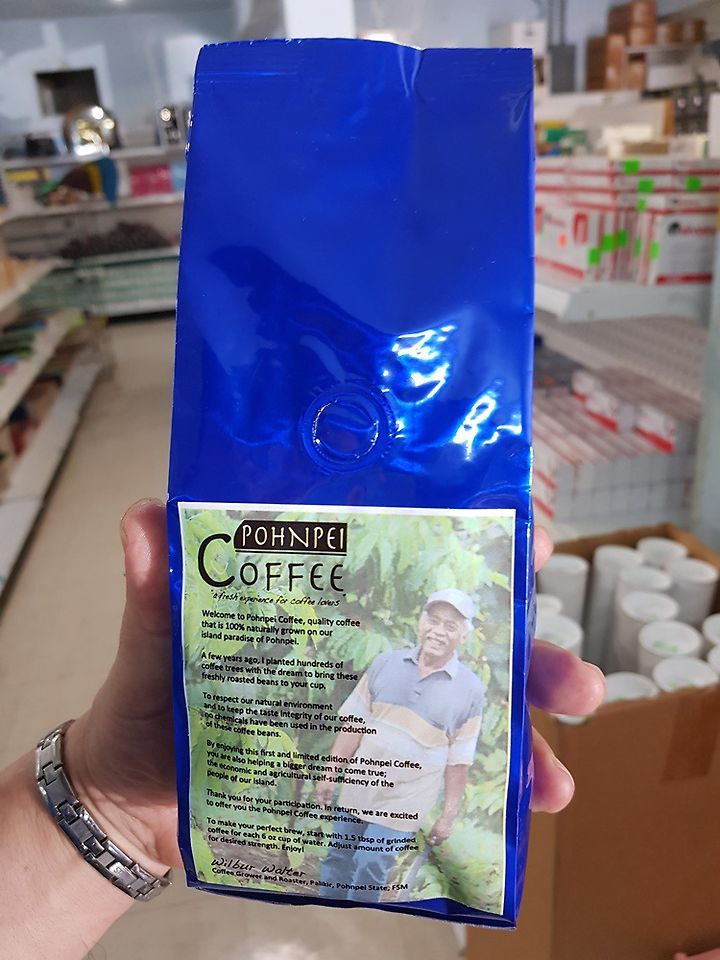 POHNPEI
COFFEE
"a fresh experience for coffee lovers"
Welcome to Pohnpei Coffee, quality coffee
that is 100% naturally grown on our
island paradise of Pohnpei.
A few years ago, I planted hundreds of
coffee trees with the dream to bring these
freshly roasted beans to your cup.
To respect our natural environment
and to keep the taste integrity of our coffee,
no chemicals have been used in the production
of these coffee beans.
By enjoying this first and limited edition of Pohnpei Coffee,
you are also helping a bigger dream to come true;
the economic and agricultural self-sufficiency of the
people of our island.
Thank you for your participation. In return, we are excited
to offer you the Pohnpei Coffee experience.
To make your perfect brew, start with 1.5 tbsp of grinded
coffee for each 6 oz cup of water. Adjust amount of coffee
for desired strength. Enjoy!
Wilbur Walter
Coffee Grower and Roaster, Palikir, Pohnpei State, FSM